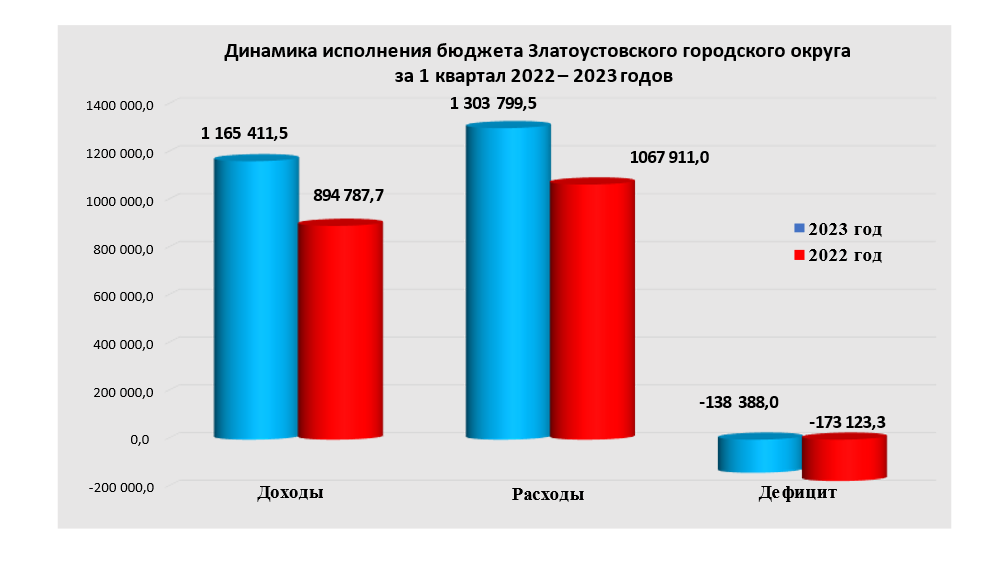 Динамика исполнения бюджета Златоустовского городского округа
за 1 квартал 2022 – 2023 годов
1400 000,0
1200 000,0
1000 000,0
800 000,0
600 000,0
400 000,0
200 000,0
0,0
-200 000,0
1 165 411,5
894 787,7
1 303 799,5
1067 911,0
-138 388,0
-173 123,3
2023 год
2022 год
Доходы
Расходы
Дефицит